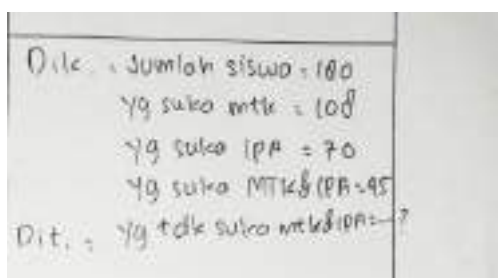 Dik : Jumlah siswa = 180
yg suka mtk = 108
yg suka IPA = 70
yg suka MTK & IPA = 45
Dit. : yg tdk suka mtk & IPA = - ?